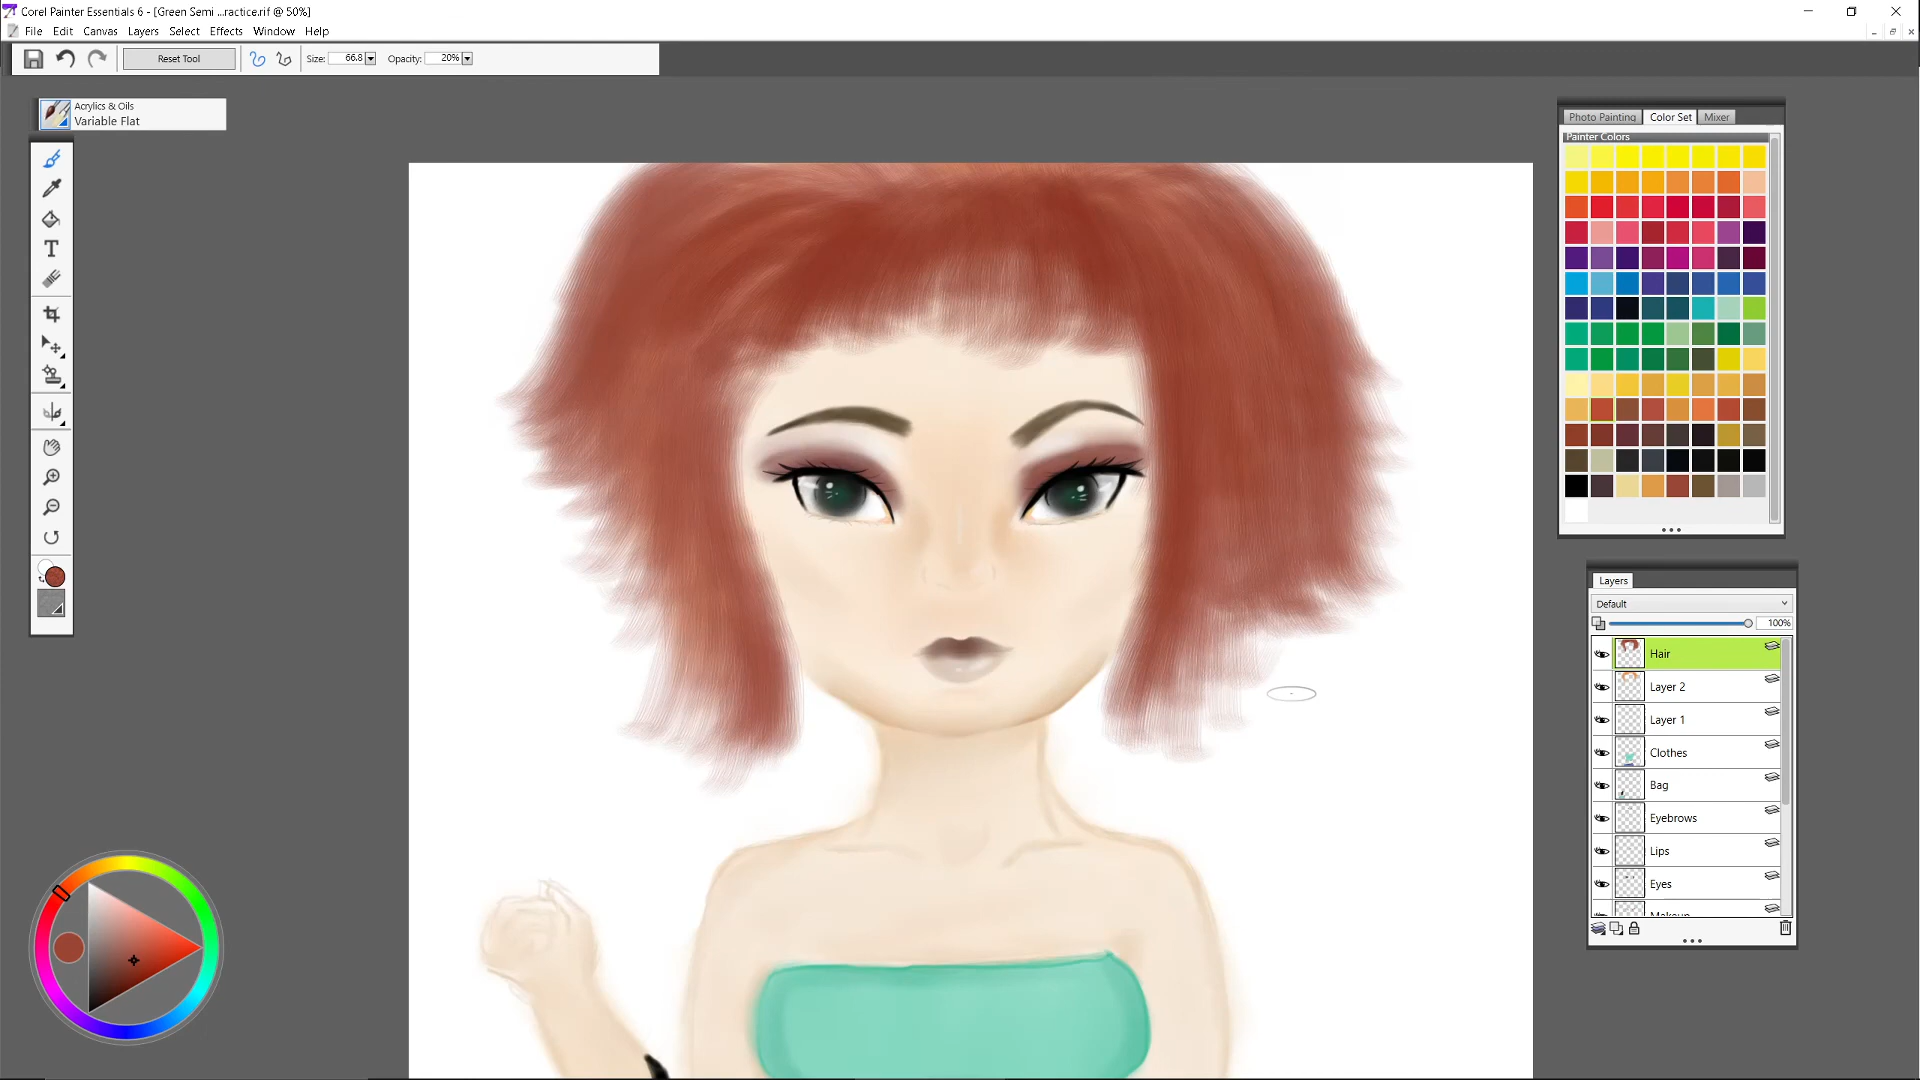 Corel Painter Essentials 6 - [Green Semi ...ractice.rif @ 50%]
File Edit Canvas Layers Select Effects Window Help
Reset Tool Size: 66.8 Opacity: 20%
Acrylics & Oils
Variable Flat
Photo Painting Color Set Mixer
Painter Colors
Layers
Default
100%
Hair
Layer 2
Layer 1
Clothes
Bag
Eyebrows
Lips
Eyes
Makeup